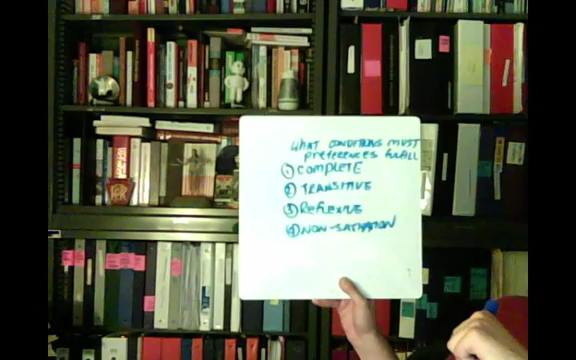 WHAT CONDITIONS MUST
PREFERENCES FULFILL
① COMPLETE
② TRANSITIVE
③ REFLEXIVE
④ NON-SATIATION